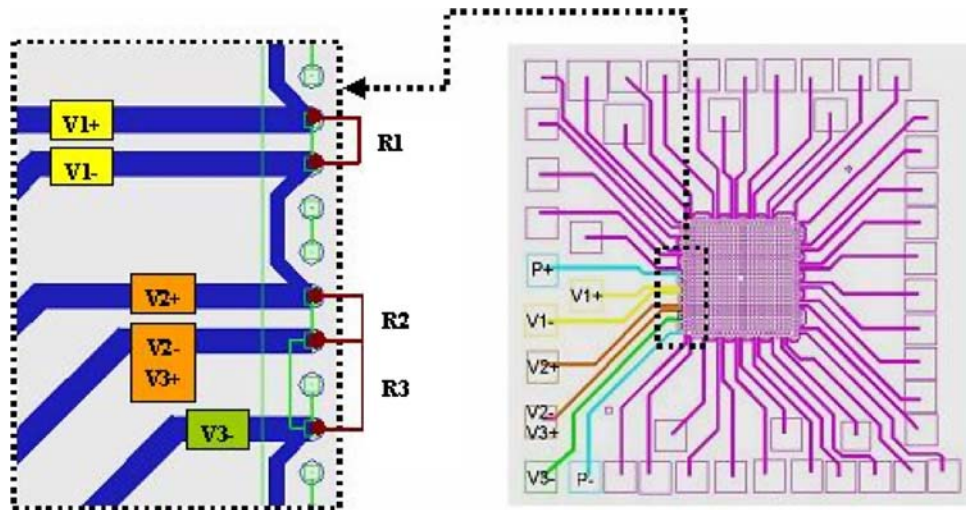 V1+
V1-
R1
V2+
V2-
V3+
R2
R3
V3-
P+
V1+
V1-
V2+
V2-
V3+
V3-
P-